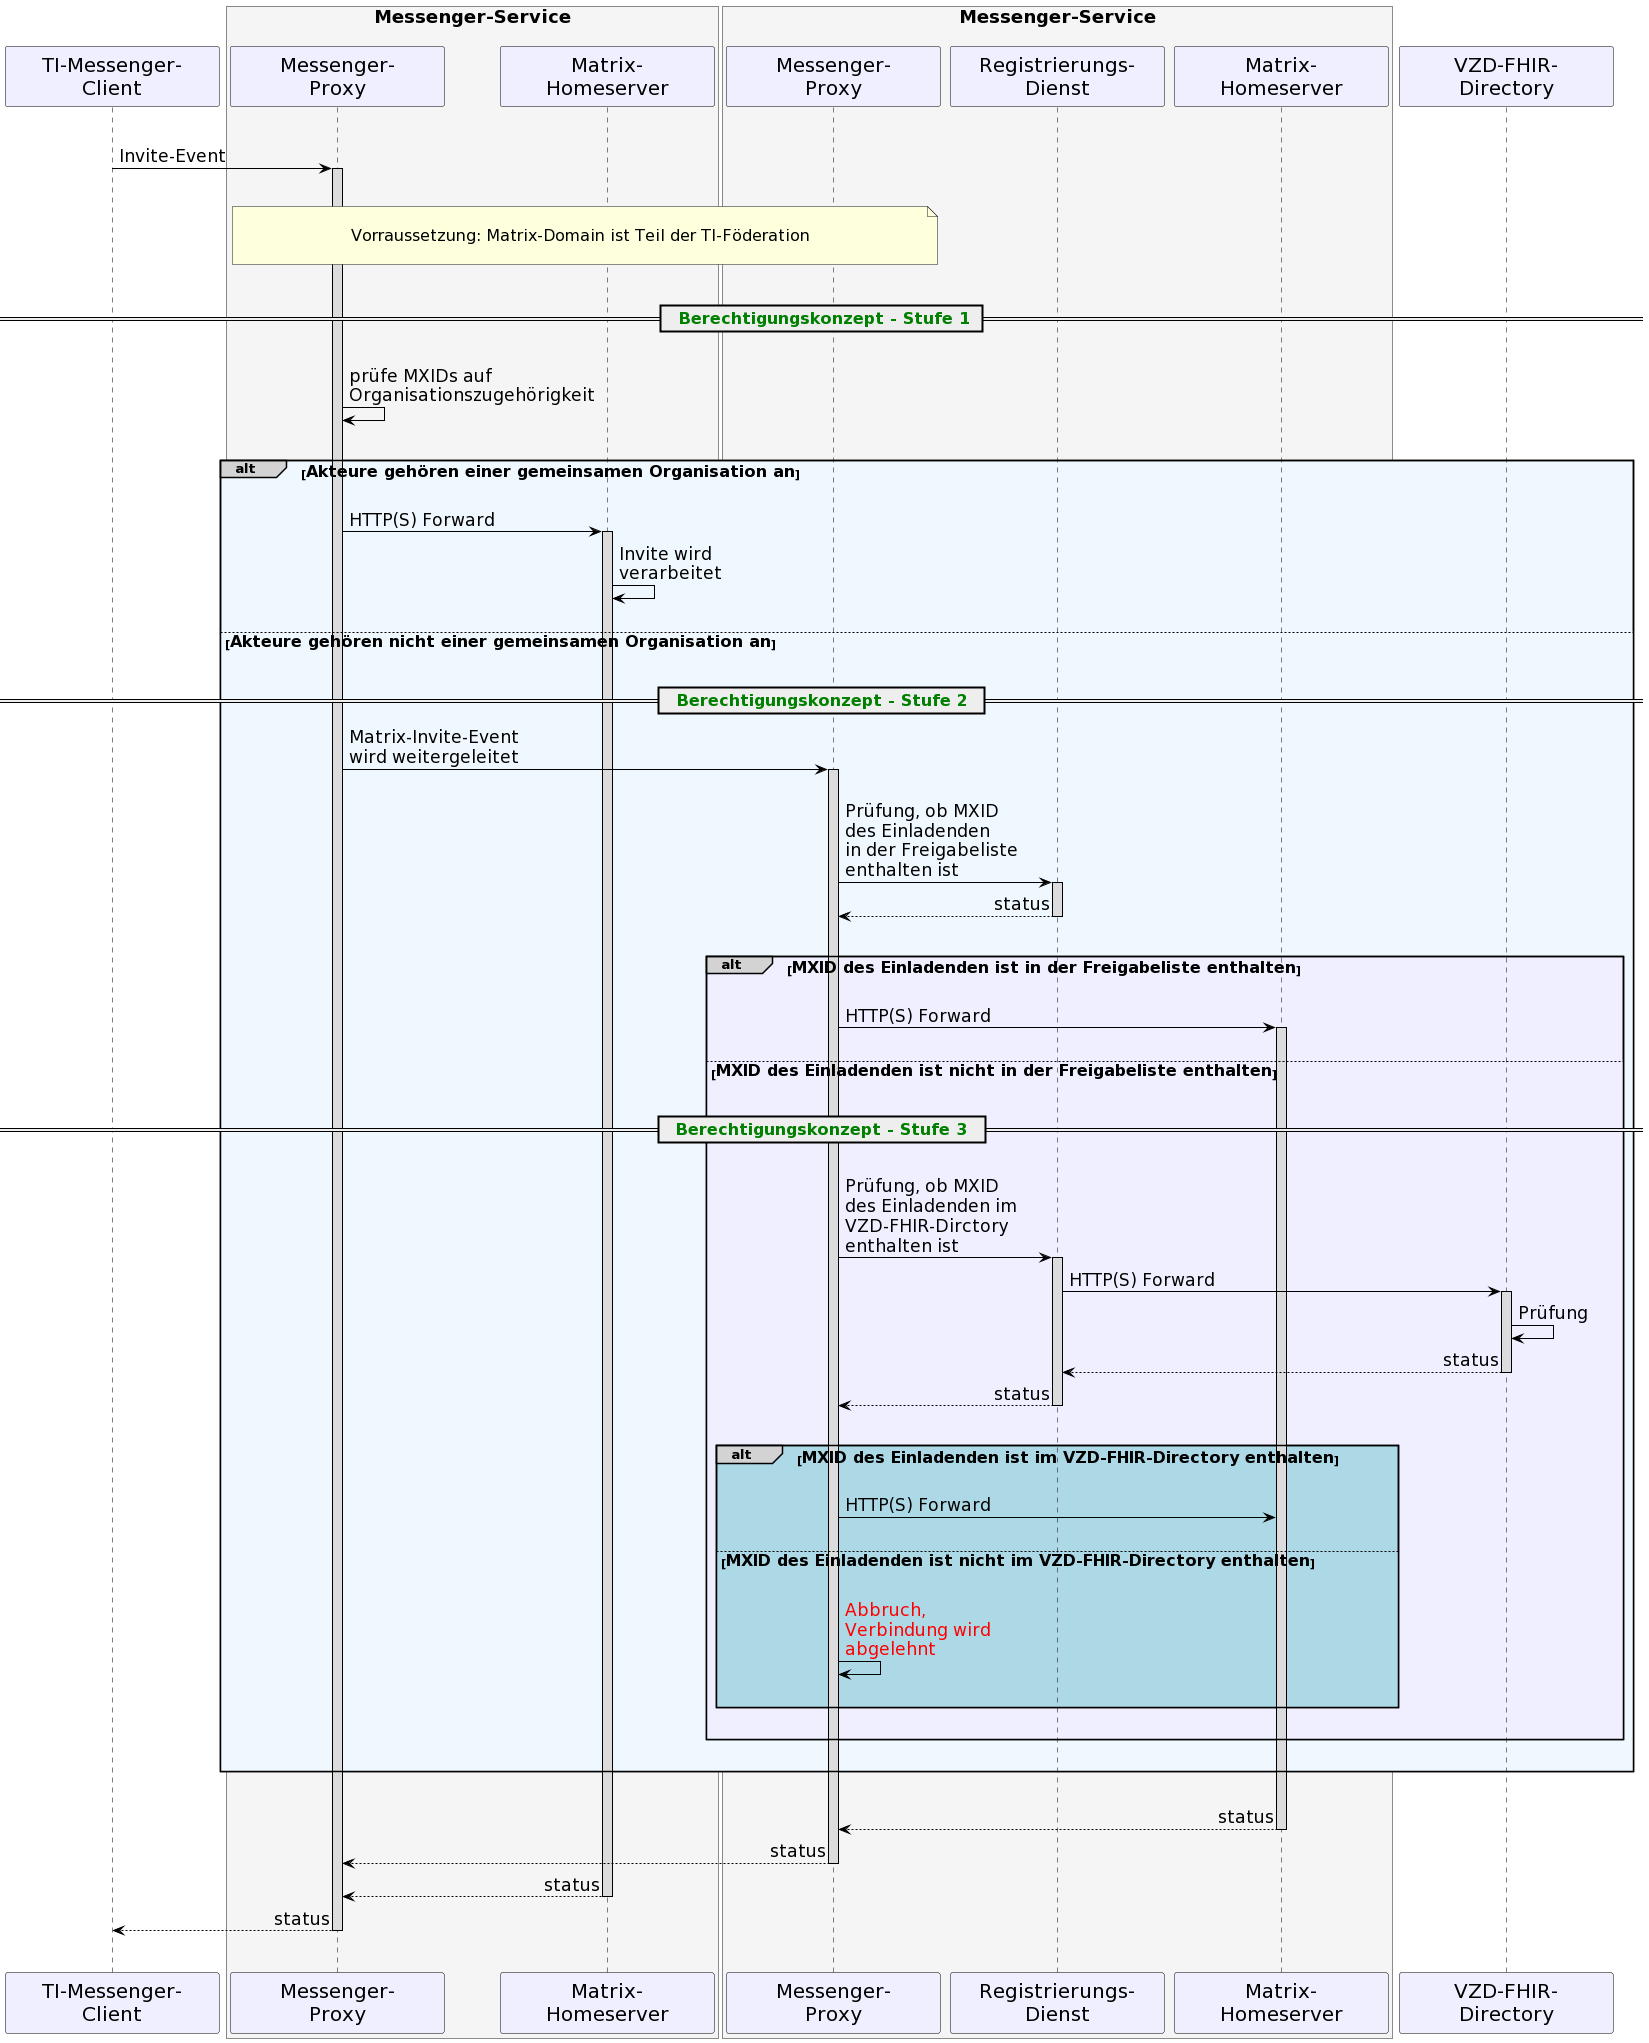 Messenger-Service
Messenger-Service
TI-Messenger-
Client
Messenger-
Proxy
Matrix-
Homeserver
Messenger-
Proxy
Registrierungs-
Dienst
Matrix-
Homeserver
VZD-FHIR-
Directory
Invite-Event
Vorraussetzung: Matrix-Domain ist Teil der TI-Föderation
Berechtigungskonzept - Stufe 1
prüfe MXIDs auf
Organisationszugehörigkeit
alt
[Akteure gehören einer gemeinsamen Organisation an]
HTTP(S) Forward
Invite wird
verarbeitet
[Akteure gehören nicht einer gemeinsamen Organisation an]
Berechtigungskonzept - Stufe 2
Matrix-Invite-Event
wird weitergeleitet
Prüfung, ob MXID
des Einladenden
in der Freigabeliste
enthalten ist
status
alt
[MXID des Einladenden ist in der Freigabeliste enthalten]
HTTP(S) Forward
[MXID des Einladenden ist nicht in der Freigabeliste enthalten]
Berechtigungskonzept - Stufe 3
Prüfung, ob MXID
des Einladenden im
VZD-FHIR-Dirctory
enthalten ist
HTTP(S) Forward
Prüfung
status
status
alt
[MXID des Einladenden ist im VZD-FHIR-Directory enthalten]
HTTP(S) Forward
[MXID des Einladenden ist nicht im VZD-FHIR-Directory enthalten]
Abbruch,
Verbindung wird
abgelehnt
status
status
status
status
TI-Messenger-
Client
Messenger-
Proxy
Matrix-
Homeserver
Messenger-
Proxy
Registrierungs-
Dienst
Matrix-
Homeserver
VZD-FHIR-
Directory